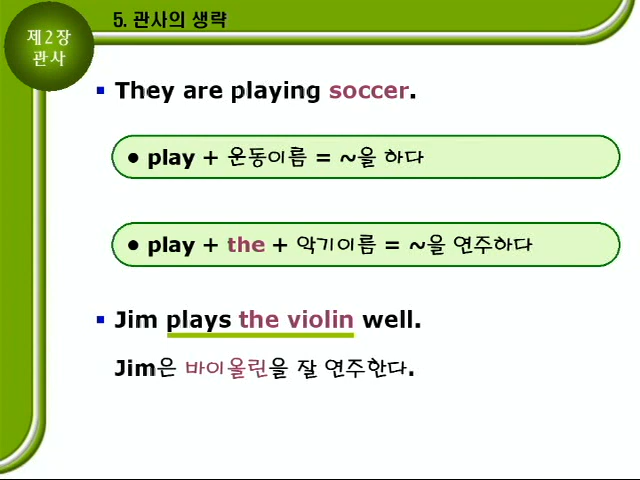 5. 관사의 생략
제2장
관사
▪ They are playing soccer.
● play + 운동이름 = ~을 하다
● play + the + 악기이름 = ~을 연주하다
▪ Jim plays the violin well.
Jim은 바이올린을 잘 연주한다.